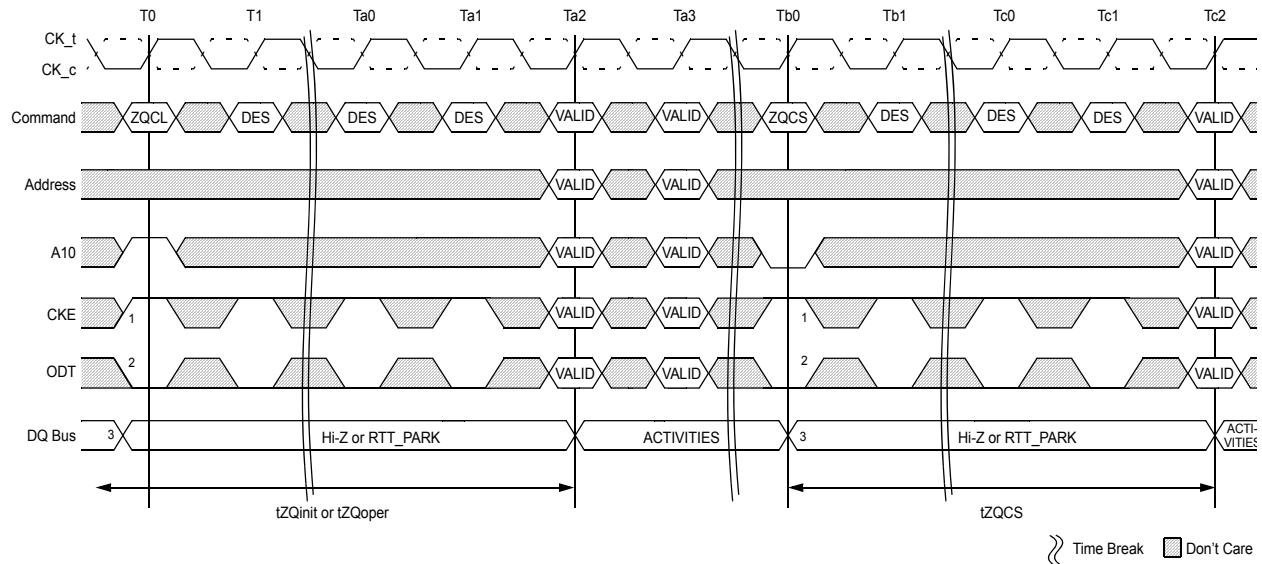 T0 T1 Ta0 Ta1 Ta2 Ta3 Tb0 Tb1 Tc0 Tc1 Tc2
CK_t
CK_c
Command ZQCL DES DES DES VALID VALID ZQCS DES DES DES VALID
Address VALID VALID VALID
A10 VALID VALID VALID
CKE 1 VALID VALID 1 VALID
ODT 2 VALID VALID 2 VALID
DQ Bus 3 Hi-Z or RTT_PARK ACTIVITIES 3 Hi-Z or RTT_PARK ACTI-
VITIES
tZQinit or tZQoper tZQCS
Time Break Don't Care